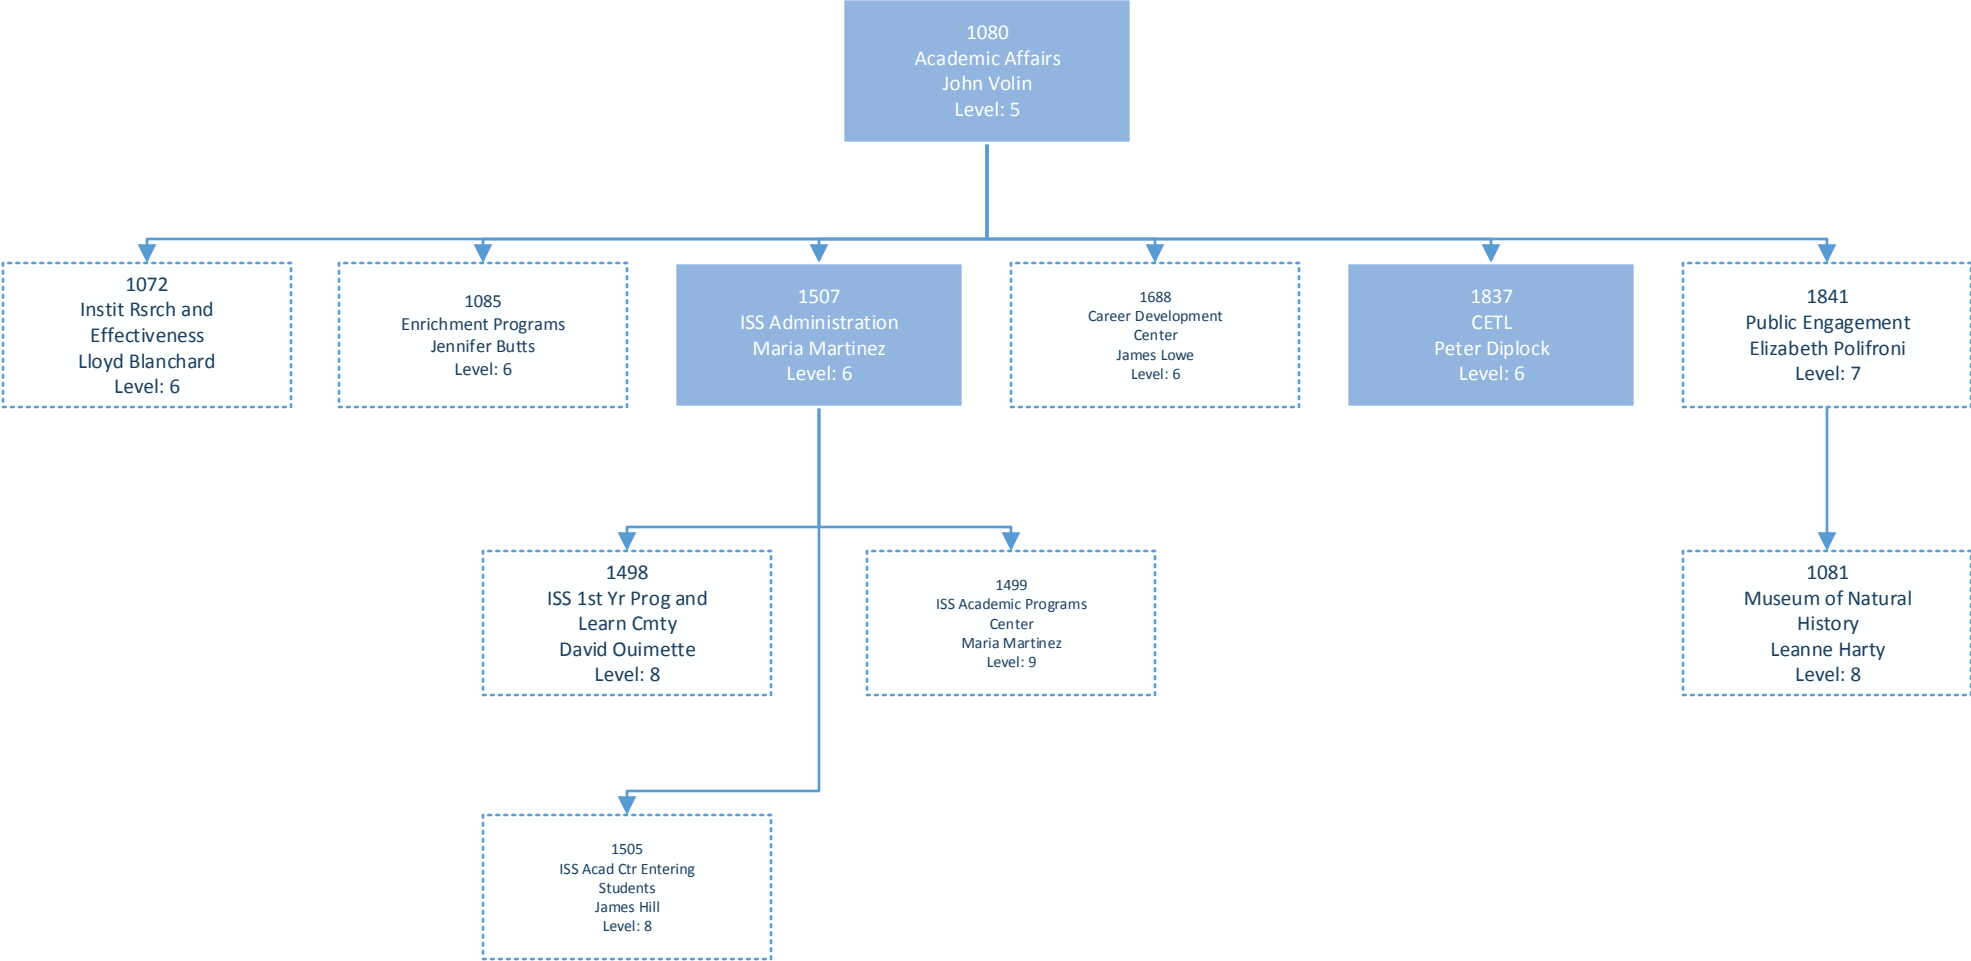 1080
Academic Affairs
John Volin
Level: 5
1072
Instit Rsrch and
Effectiveness
Lloyd Blanchard
Level: 6
1085
Enrichment Programs
Jennifer Butts
Level: 6
1507
ISS Administration
Maria Martinez
Level: 6
1688
Career Development
Center
James Lowe
Level: 6
1837
CETL
Peter Diplock
Level: 6
1841
Public Engagement
Elizabeth Polifroni
Level: 7
1498
ISS 1st Yr Prog and
Learn Cmty
David Ouimette
Level: 8
1499
ISS Academic Programs
Center
Maria Martinez
Level: 9
1081
Museum of Natural
History
Leanne Harty
Level: 8
1505
ISS Acad Ctr Entering
Students
James Hill
Level: 8